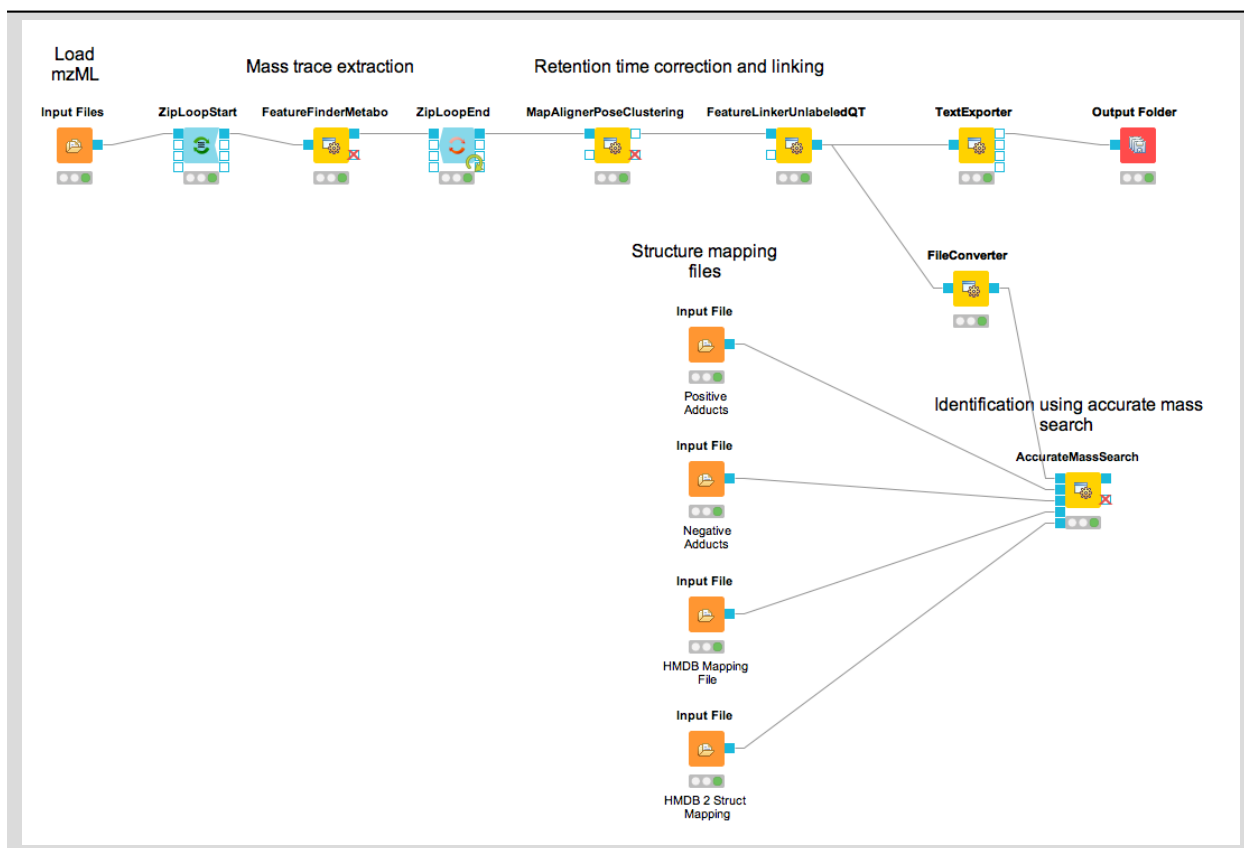 Load
mzML
Mass trace extraction
Retention time correction and linking
Input Files
ZipLoopStart
FeatureFinderMetabo
ZipLoopEnd
MapAlignerPoseClustering
FeatureLinkerUnlabeledQT
TextExporter
Output Folder
Structure mapping
files
FileConverter
Input File
Positive
Adducts
Identification using accurate mass
search
AccurateMassSearch
Input File
Negative
Adducts
Input File
HMDB Mapping
File
Input File
HMDB 2 Struct
Mapping